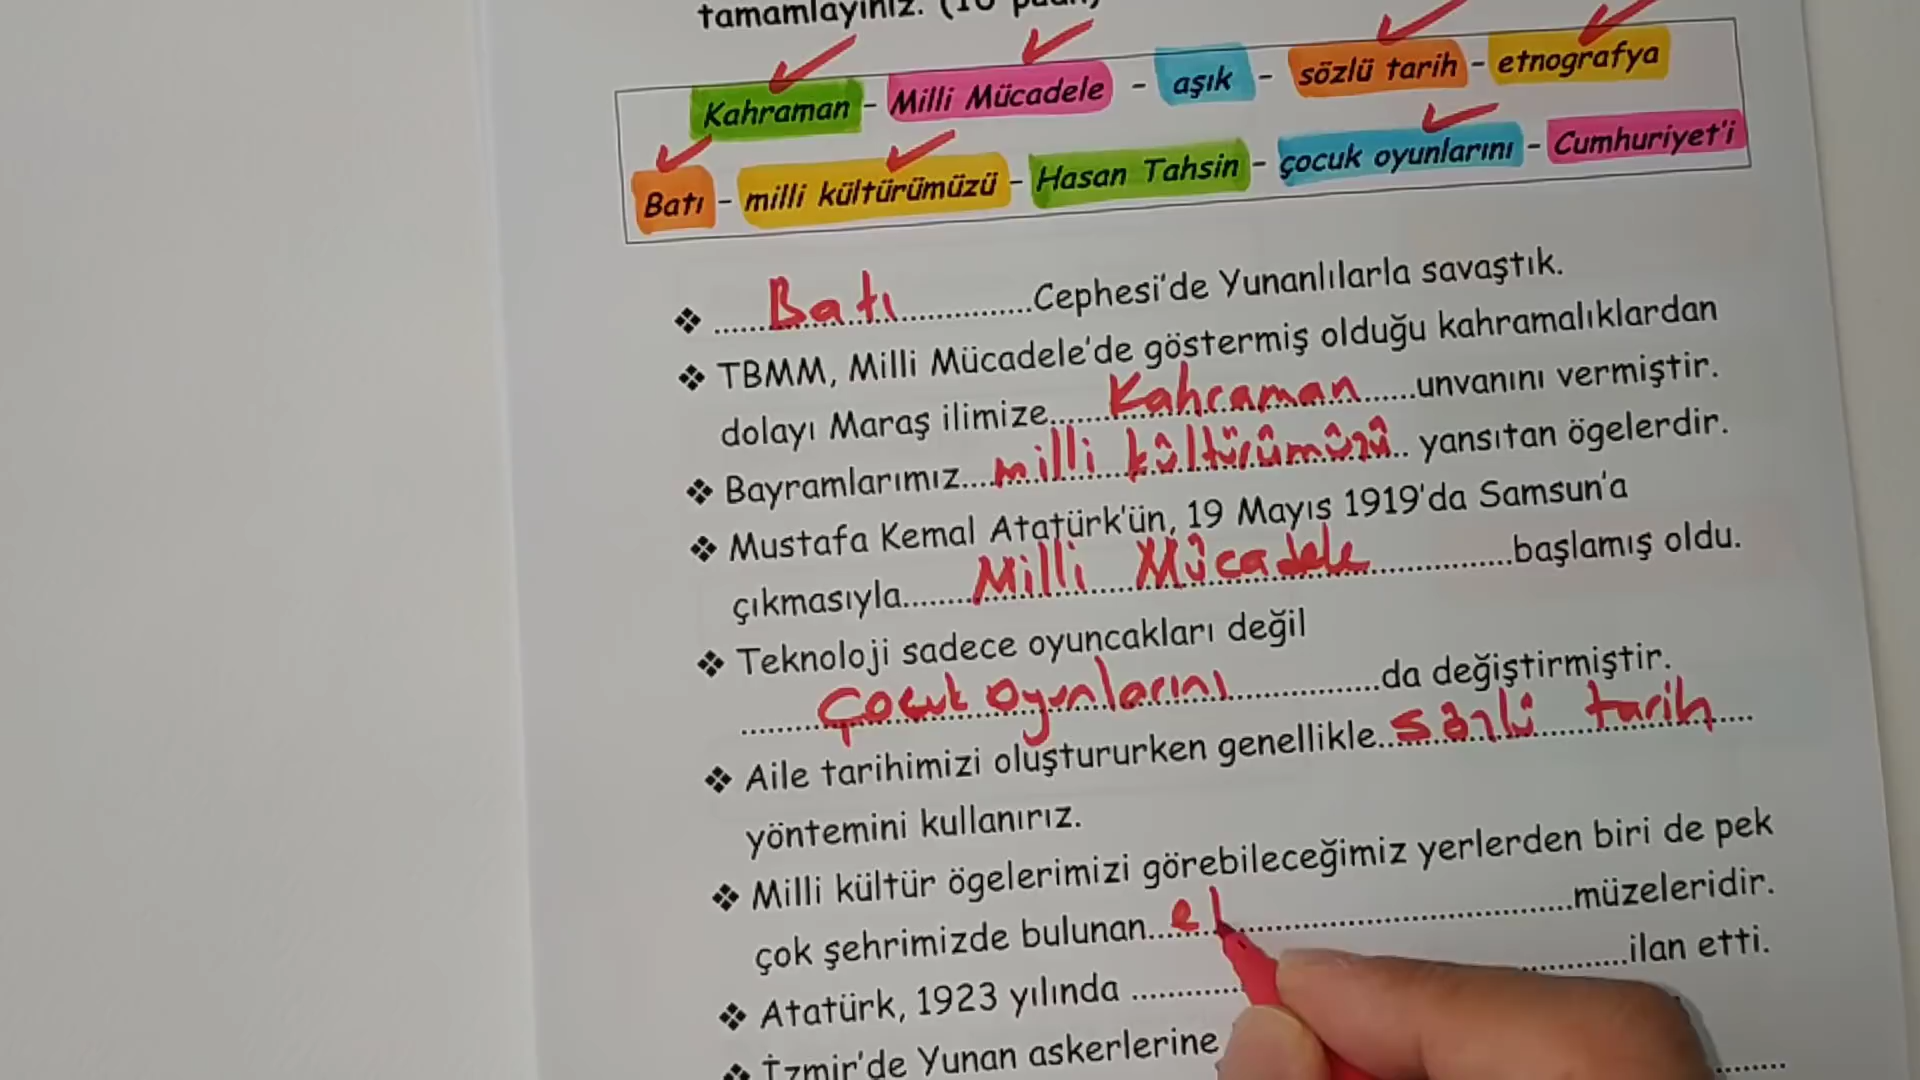 tamamlayınız. (10 puan)
Kahraman - Milli Mücadele - aşık - sözlü tarih - etnografya
Batı - milli kültürümüzü - Hasan Tahsin - çocuk oyunlarını - Cumhuriyet'i
❖ ......Batı..........Cephesi'de Yunanlılarla savaştık.
❖ TBMM, Milli Mücadele'de göstermiş olduğu kahramalıklardan
dolayı Maraş ilimize......Kahraman......unvanını vermiştir.
❖ Bayramlarımız....milli kültürümüzü.. yansıtan ögelerdir.
❖ Mustafa Kemal Atatürk'ün, 19 Mayıs 1919'da Samsun'a
çıkmasıyla........Milli Mücadele..............başlamış oldu.
❖ Teknoloji sadece oyuncakları değil
........Çocuk oyunlarını................da değiştirmiştir.
❖ Aile tarihimizi oluştururken genellikle..sözlü tarih....
yöntemini kullanırız.
❖ Milli kültür ögelerimizi görebileceğimiz yerlerden biri de pek
çok şehrimizde bulunan...et..............................müzeleridir.
❖ Atatürk, 1923 yılında ......................ilan etti.
❖ İzmir'de Yunan askerlerine .......